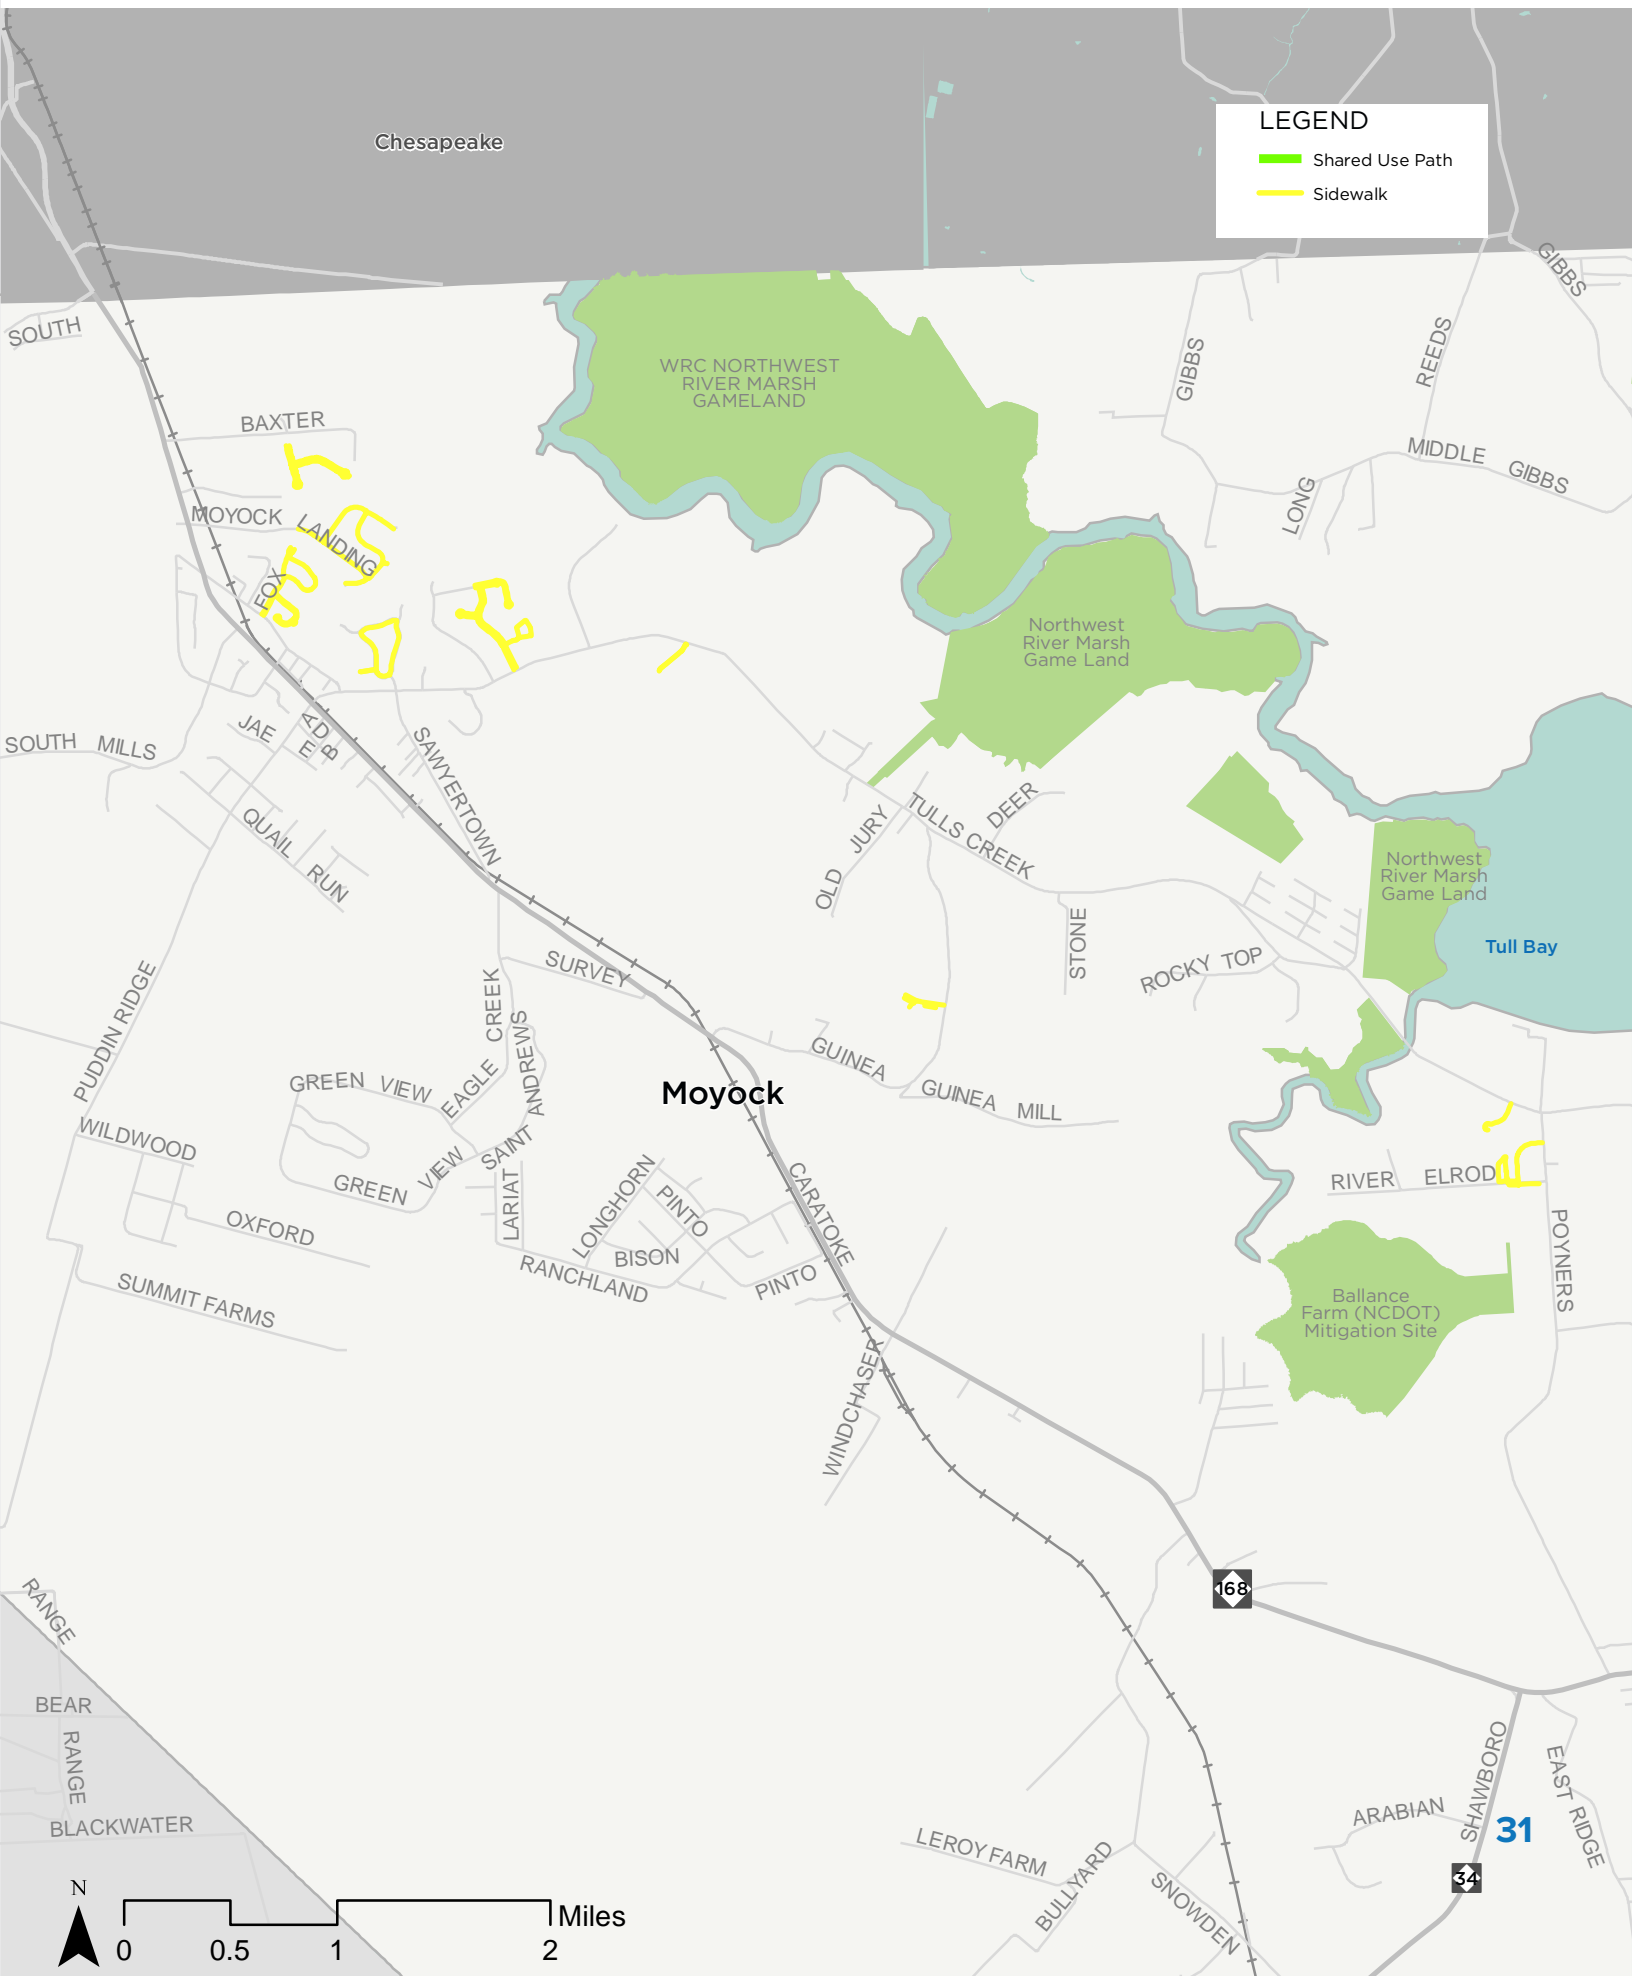 Chesapeake
LEGEND
Shared Use Path
Sidewalk
GIBBS
SOUTH
WRC NORTHWEST
RIVER MARSH
GAMELAND
GIBBS
REEDS
BAXTER
MIDDLE GIBBS
LONG
MOYOCK LANDING
FOX
Northwest
River Marsh
Game Land
SOUTH MILLS
JAE
A
D
E
B
SAWYERTOWN
QUAIL RUN
OLD JURY
TULLS CREEK
DEER
Northwest
River Marsh
Game Land
Tull Bay
STONE
ROCKY TOP
SURVEY
PUDDIN RIDGE
EAGLE CREEK
SAINT ANDREWS
GUINEA
GUINEA MILL
Moyock
GREEN VIEW
WILDWOOD
GREEN VIEW
LARIAT
LONGHORN
PINTO
CARATOKE
RIVER ELROD
POYNERS
OXFORD
BISON
RANCHLAND
PINTO
SUMMIT FARMS
Ballance
Farm (NCDOT)
Mitigation Site
WINDCHASER
168
RANGE
BEAR
RANGE
BLACKWATER
SHAWBORO
EAST RIDGE
ARABIAN
31
34
LEROY FARM
BULLYARD
SNOWDEN
N
Miles
0 0.5 1 2